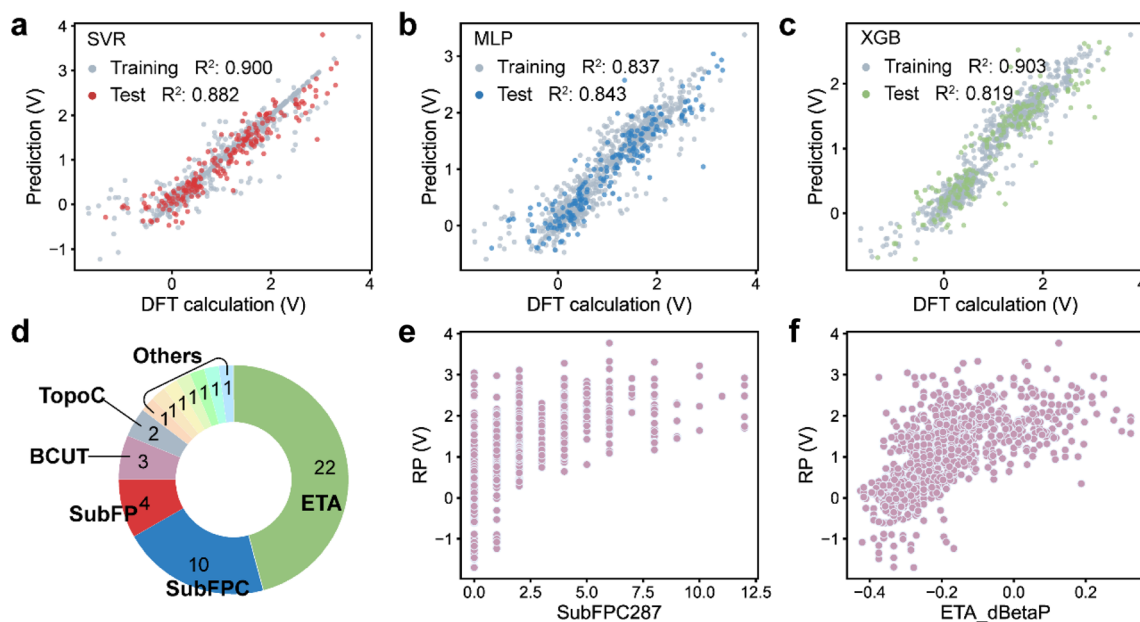 a
SVR
Training R²: 0.900
Test R²: 0.882
Prediction (V)
4
3
2
1
0
−1
0
2
4
DFT calculation (V)
b
MLP
Training R²: 0.837
Test R²: 0.843
Prediction (V)
3
2
1
0
0
2
4
DFT calculation (V)
c
XGB
Training R²: 0.903
Test R²: 0.819
Prediction (V)
2
1
0
0
2
4
DFT calculation (V)
d
Others
1
1
1
1
1
1
1
TopoC
2
BCUT
3
SubFP
4
SubFPC
10
ETA
22
e
RP (V)
4
3
2
1
0
−1
0.0
2.5
5.0
7.5
10.0
12.5
SubFPC287
f
RP (V)
4
3
2
1
0
−1
−0.4
−0.2
0.0
0.2
ETA_dBetaP